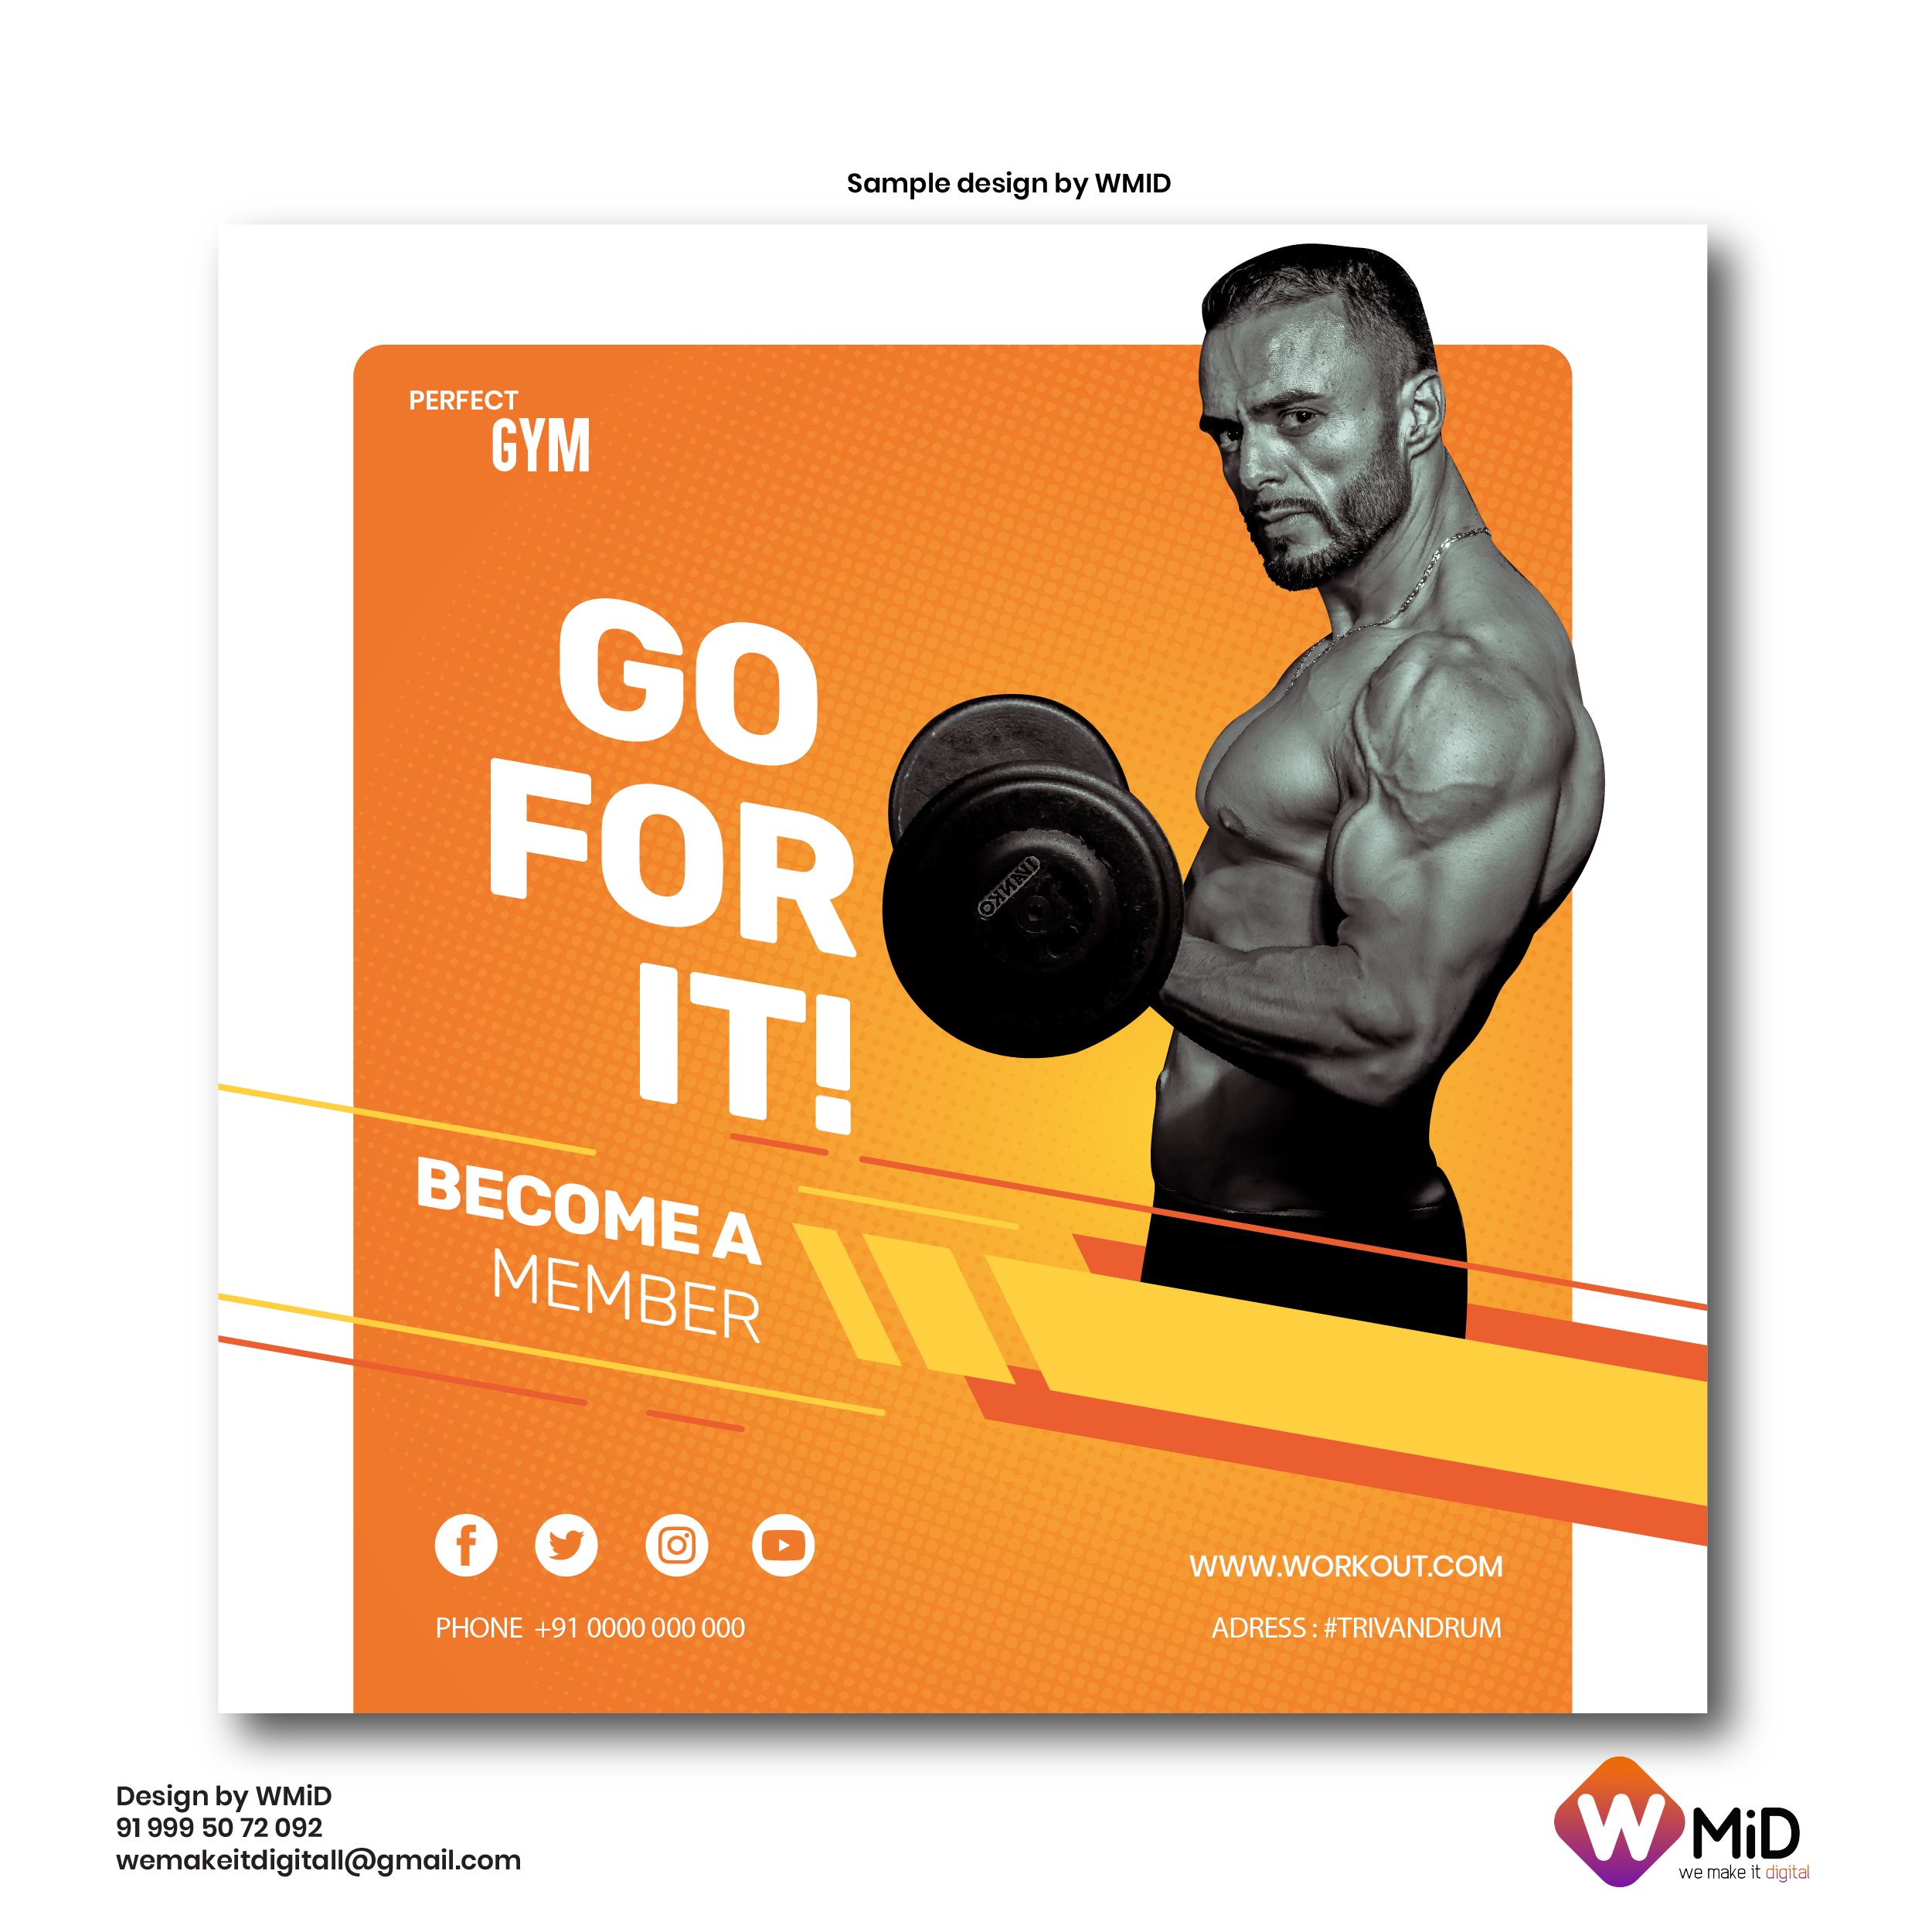 Sample design by WMID
PERFECT
GYM
GO
FOR
IT!
IVANKO
BECOME A
MEMBER
WWW.WORKOUT.COM
PHONE +91 0000 000 000
ADRESS : #TRIVANDRUM
Design by WMiD
91 999 50 72 092
wemakeitdigitall@gmail.com
W MiD
we make it digital